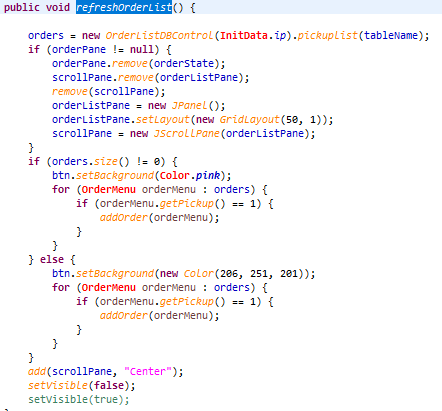 public void refreshOrderList() {
orders = new OrderListDBControl(InitData.ip).pickupList(tableName);
if (orderPane != null) {
orderPane.remove(orderState);
scrollPane.remove(orderListPane);
remove(scrollPane);
orderListPane = new JPanel();
orderListPane.setLayout(new GridLayout(50, 1));
scrollPane = new JScrollPane(orderListPane);
}
if (orders.size() != 0) {
btn.setBackground(Color.pink);
for (OrderMenu orderMenu : orders) {
if (orderMenu.getPickup() == 1) {
addOrder(orderMenu);
}
}
} else {
btn.setBackground(new Color(206, 251, 201));
for (OrderMenu orderMenu : orders) {
if (orderMenu.getPickup() == 1) {
addOrder(orderMenu);
}
}
}
add(scrollPane, "Center");
setVisible(false);
setVisible(true);